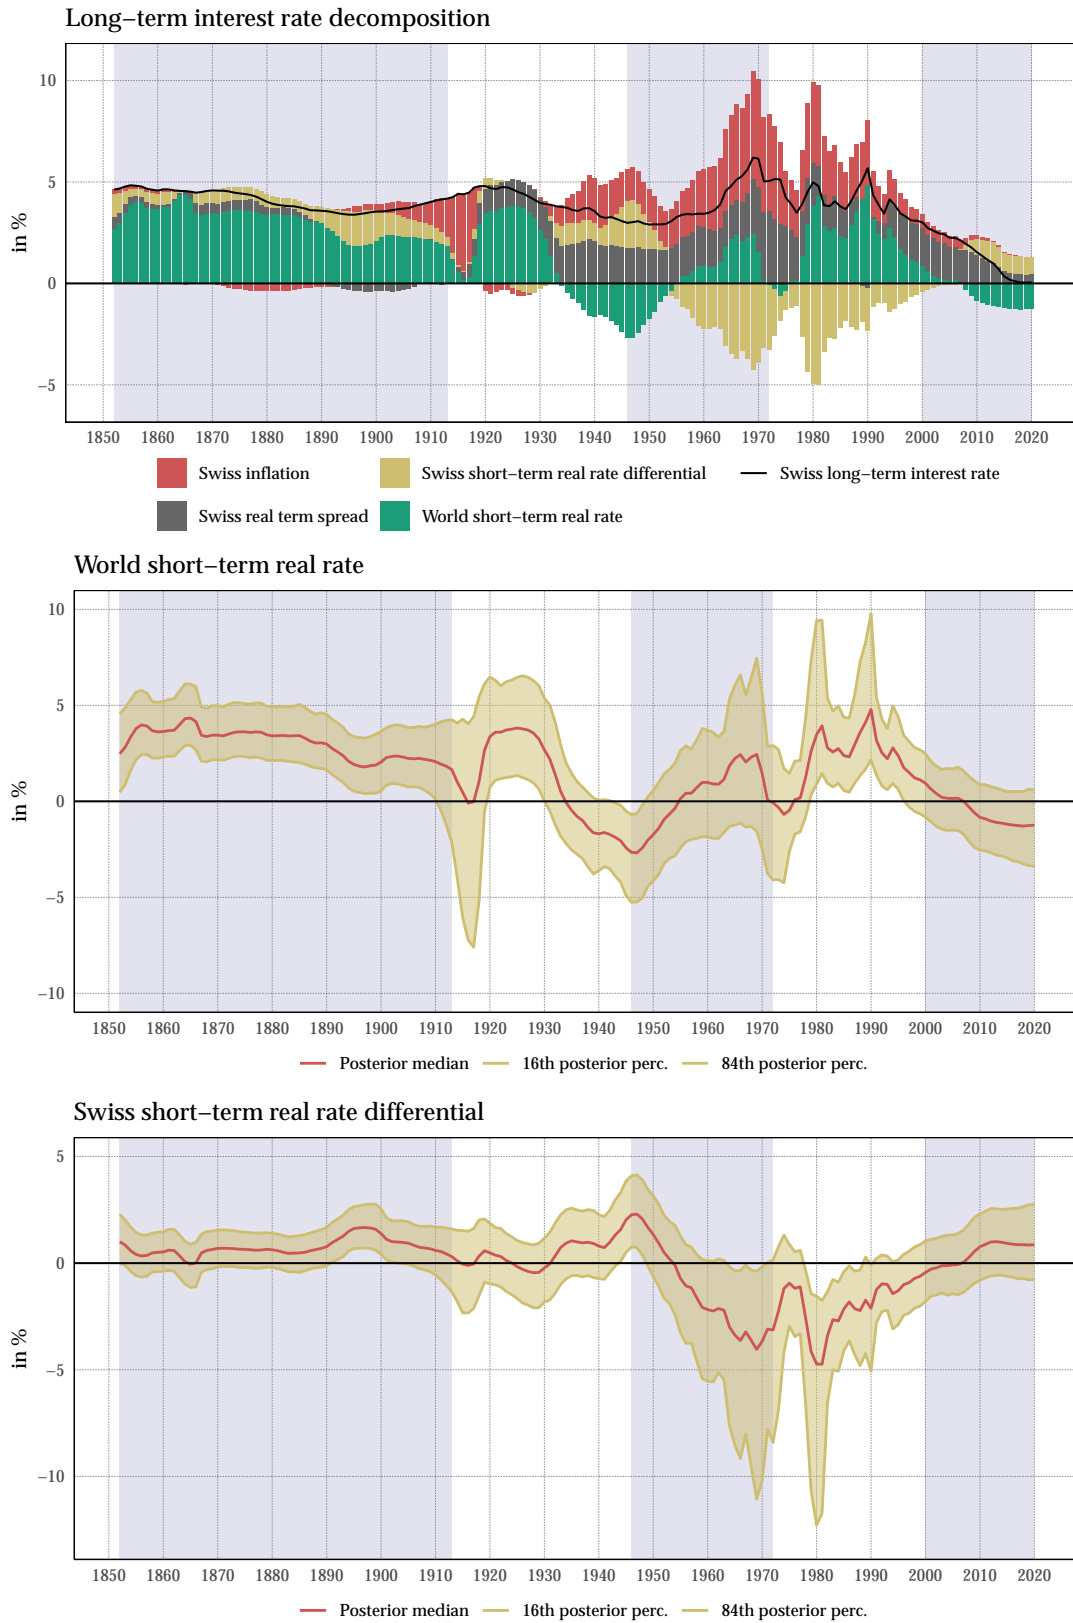 Long−term interest rate decomposition
in %
10
5
0
−5
1850 1860 1870 1880 1890 1900 1910 1920 1930 1940 1950 1960 1970 1980 1990 2000 2010 2020
Swiss inflation Swiss short−term real rate differential Swiss long−term interest rate
Swiss real term spread World short−term real rate
World short−term real rate
in %
10
5
0
−5
−10
1850 1860 1870 1880 1890 1900 1910 1920 1930 1940 1950 1960 1970 1980 1990 2000 2010 2020
Posterior median 16th posterior perc. 84th posterior perc.
Swiss short−term real rate differential
in %
5
0
−5
−10
1850 1860 1870 1880 1890 1900 1910 1920 1930 1940 1950 1960 1970 1980 1990 2000 2010 2020
Posterior median 16th posterior perc. 84th posterior perc.